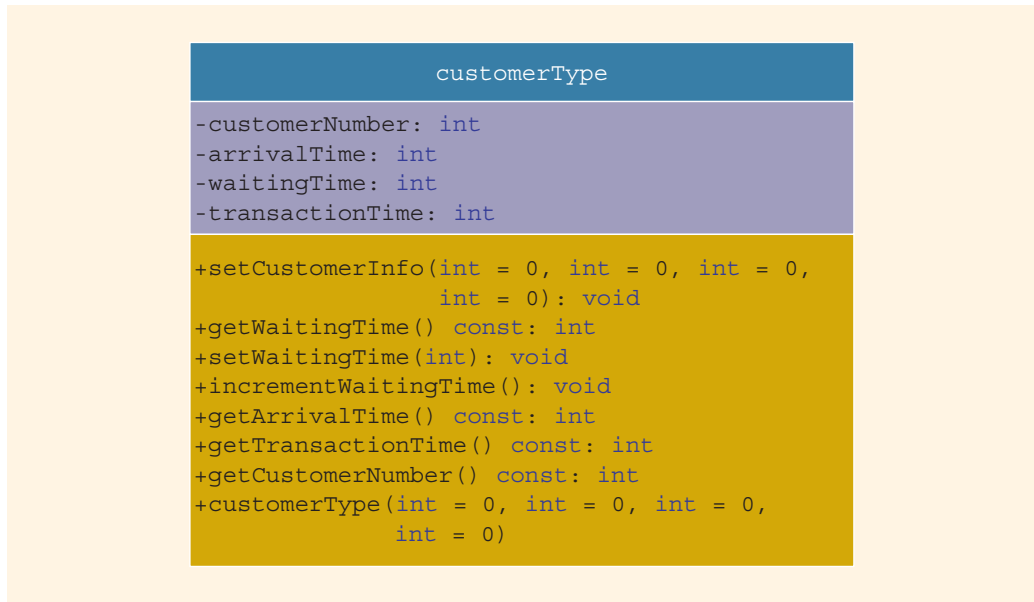 customerType
-customerNumber: int
-arrivalTime: int
-waitingTime: int
-transactionTime: int
+setCustomerInfo(int = 0, int = 0, int = 0,
int = 0): void
+getWaitingTime() const: int
+setWaitingTime(int): void
+incrementWaitingTime(): void
+getArrivalTime() const: int
+getTransactionTime() const: int
+getCustomerNumber() const: int
+customerType(int = 0, int = 0, int = 0,
int = 0)